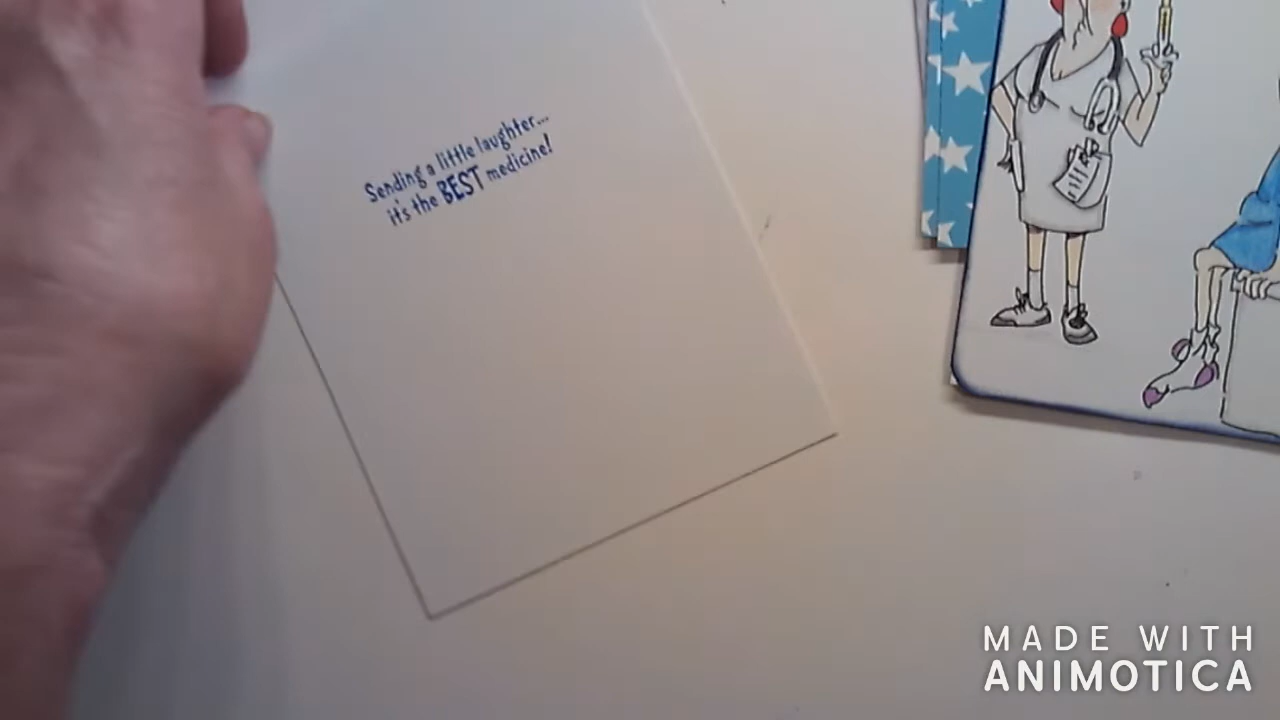 Sending a little laughter...
it's the BEST medicine!
MADE WITH
ANIMOTICA